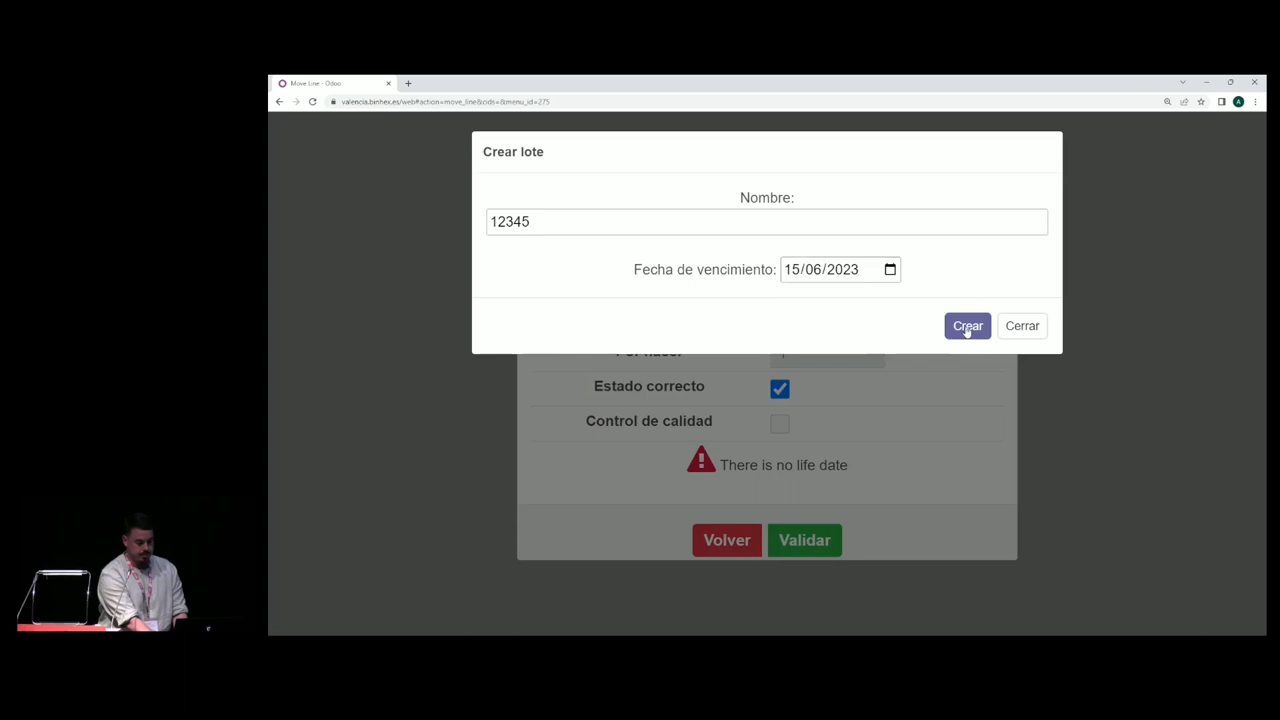 Move Line - Odoo
valencia.binhex.es/web#action=move_line&cids=8&menu_id=275
A
Crear lote
Nombre:
12345
Fecha de vencimiento: 15/06/2023
Crear Cerrar
Estado correcto
Control de calidad
There is no life date
Volver Validar